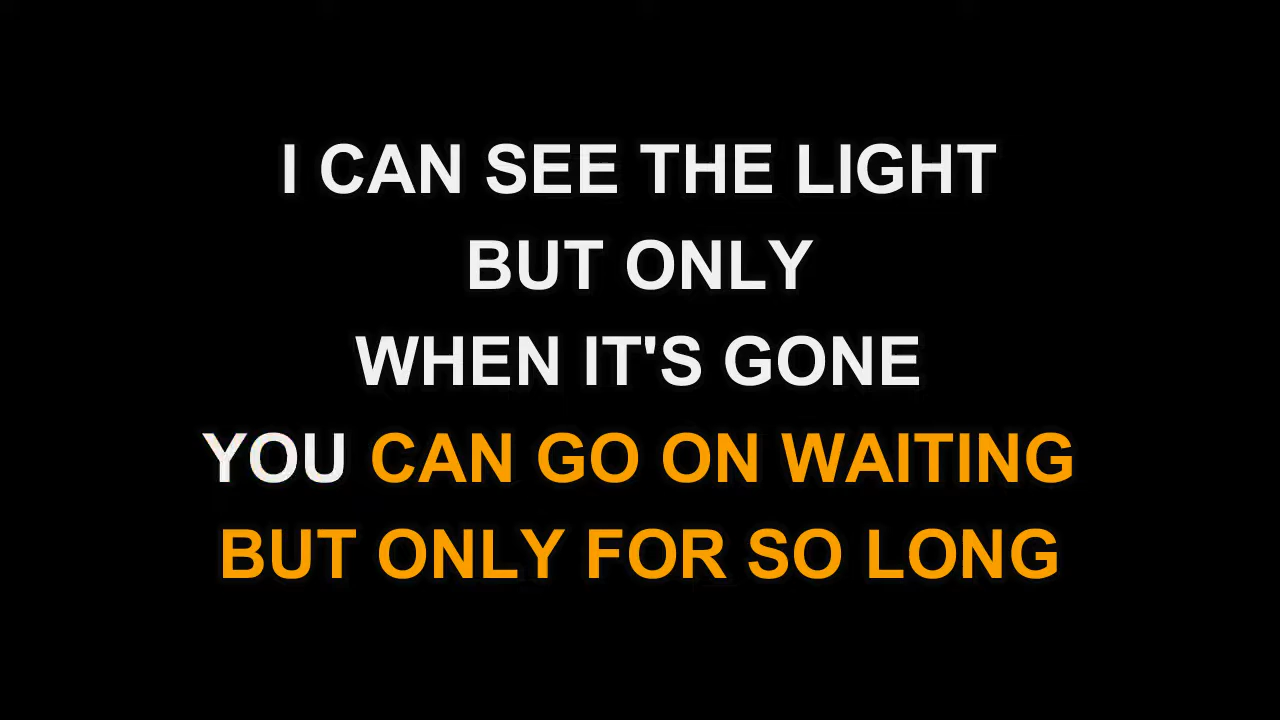 I CAN SEE THE LIGHT
BUT ONLY
WHEN IT'S GONE
YOU CAN GO ON WAITING
BUT ONLY FOR SO LONG